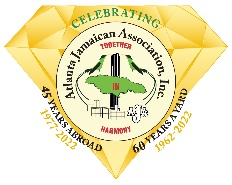 CELEBRATING
Atlanta Jamaican Association, Inc.
TOGETHER
IN
HARMONY
45 YEARS ABROAD
1977-2022
60 YEARS A YARD
1962-2022